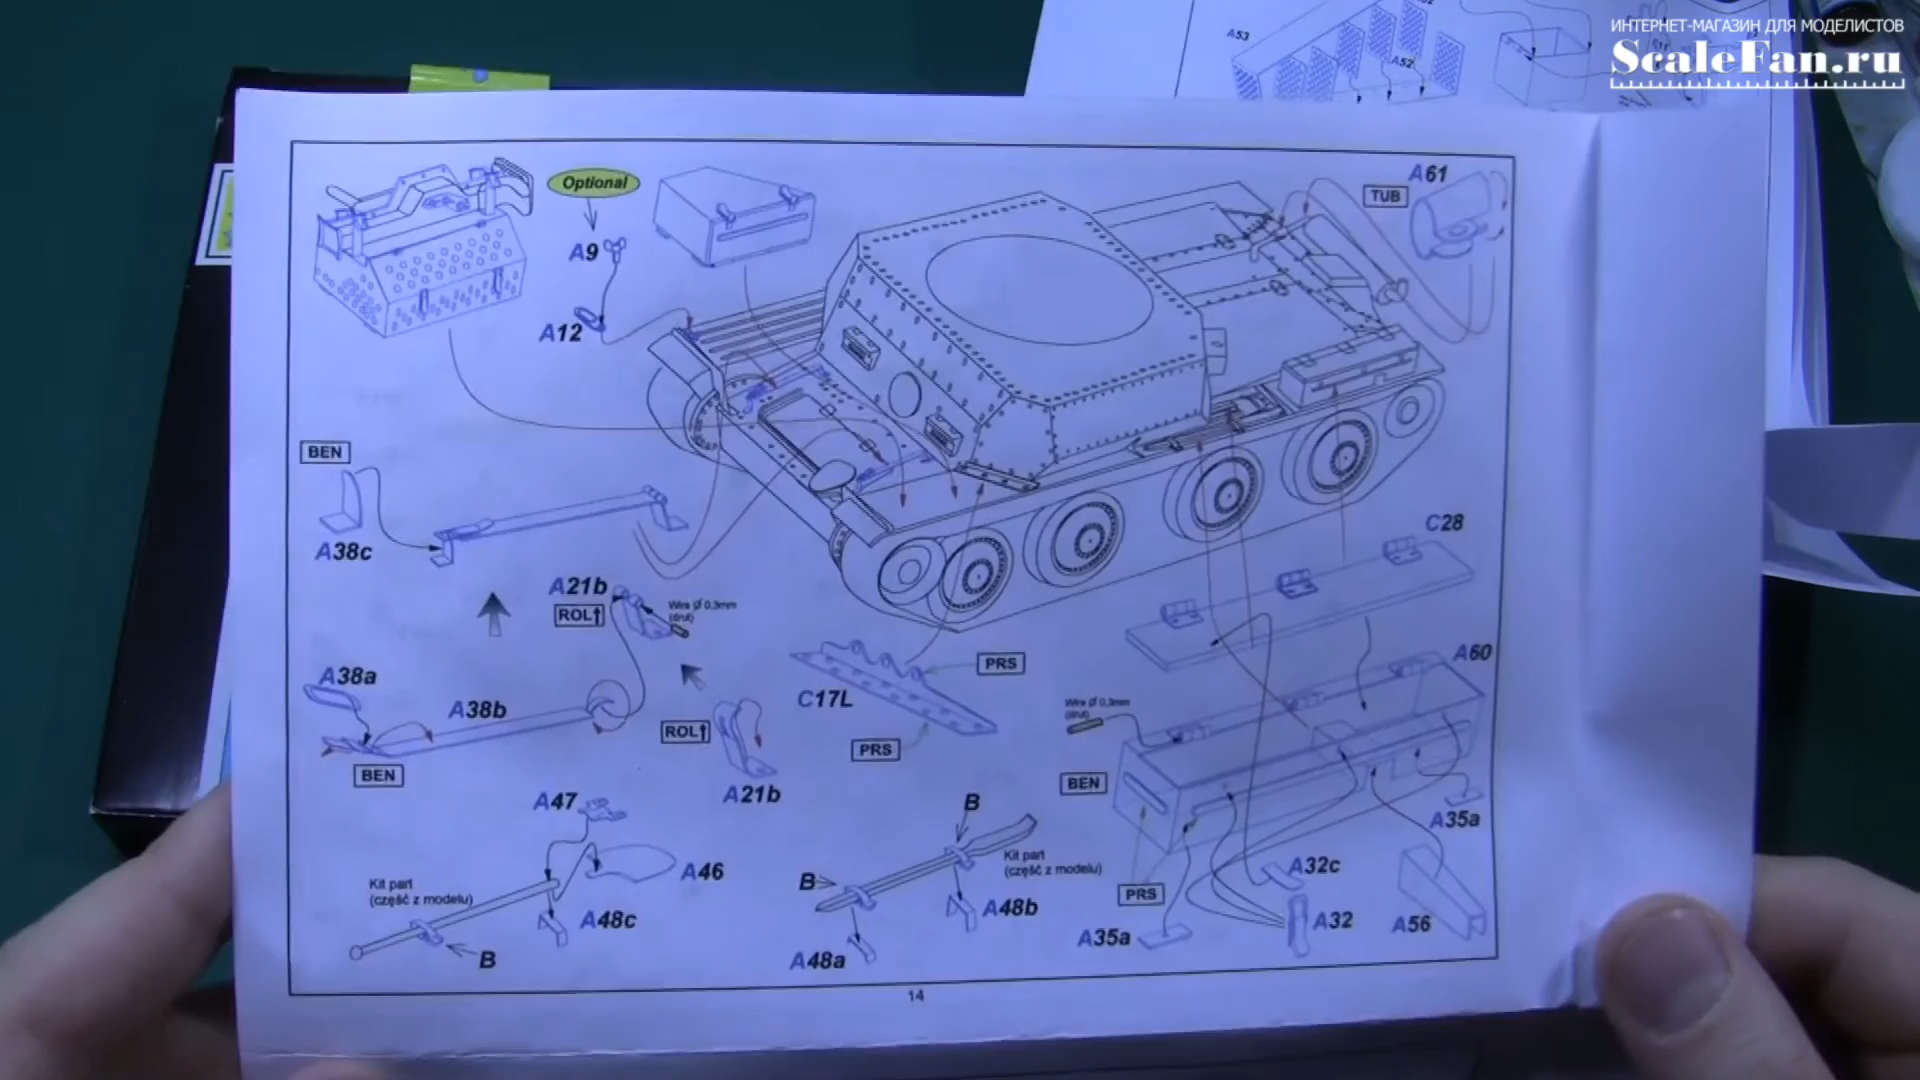 ИНТЕРНЕТ-МАГАЗИН ДЛЯ МОДЕЛИСТОВ
ScaleFan.ru
A53
A52
Optional
A9
A12
TUB
A61
BEN
A38c
A21b
ROL↑
Wire Ø 0,3mm
(drut)
C28
A38a
A38b
BEN
ROL↑
A21b
C17L
PRS
PRS
A60
Wire Ø 0,3mm
(drut)
BEN
PRS
A35a
A35a
A32c
A32
A56
A47
A46
Kit part
(część z modelu)
A48c
B
B
B
Kit part
(część z modelu)
A48b
A48a
14